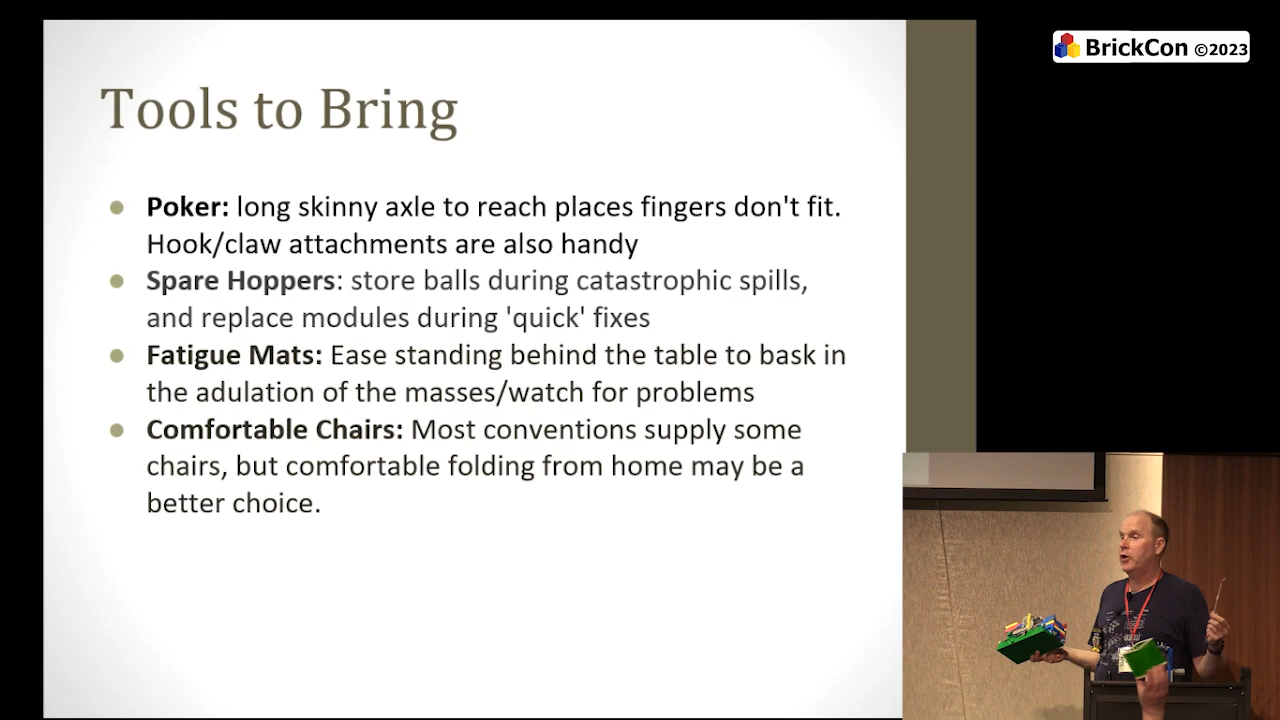 BrickCon ©2023
Tools to Bring
Poker: long skinny axle to reach places fingers don't fit.
Hook/claw attachments are also handy
Spare Hoppers: store balls during catastrophic spills,
and replace modules during 'quick' fixes
Fatigue Mats: Ease standing behind the table to bask in
the adulation of the masses/watch for problems
Comfortable Chairs: Most conventions supply some
chairs, but comfortable folding from home may be a
better choice.